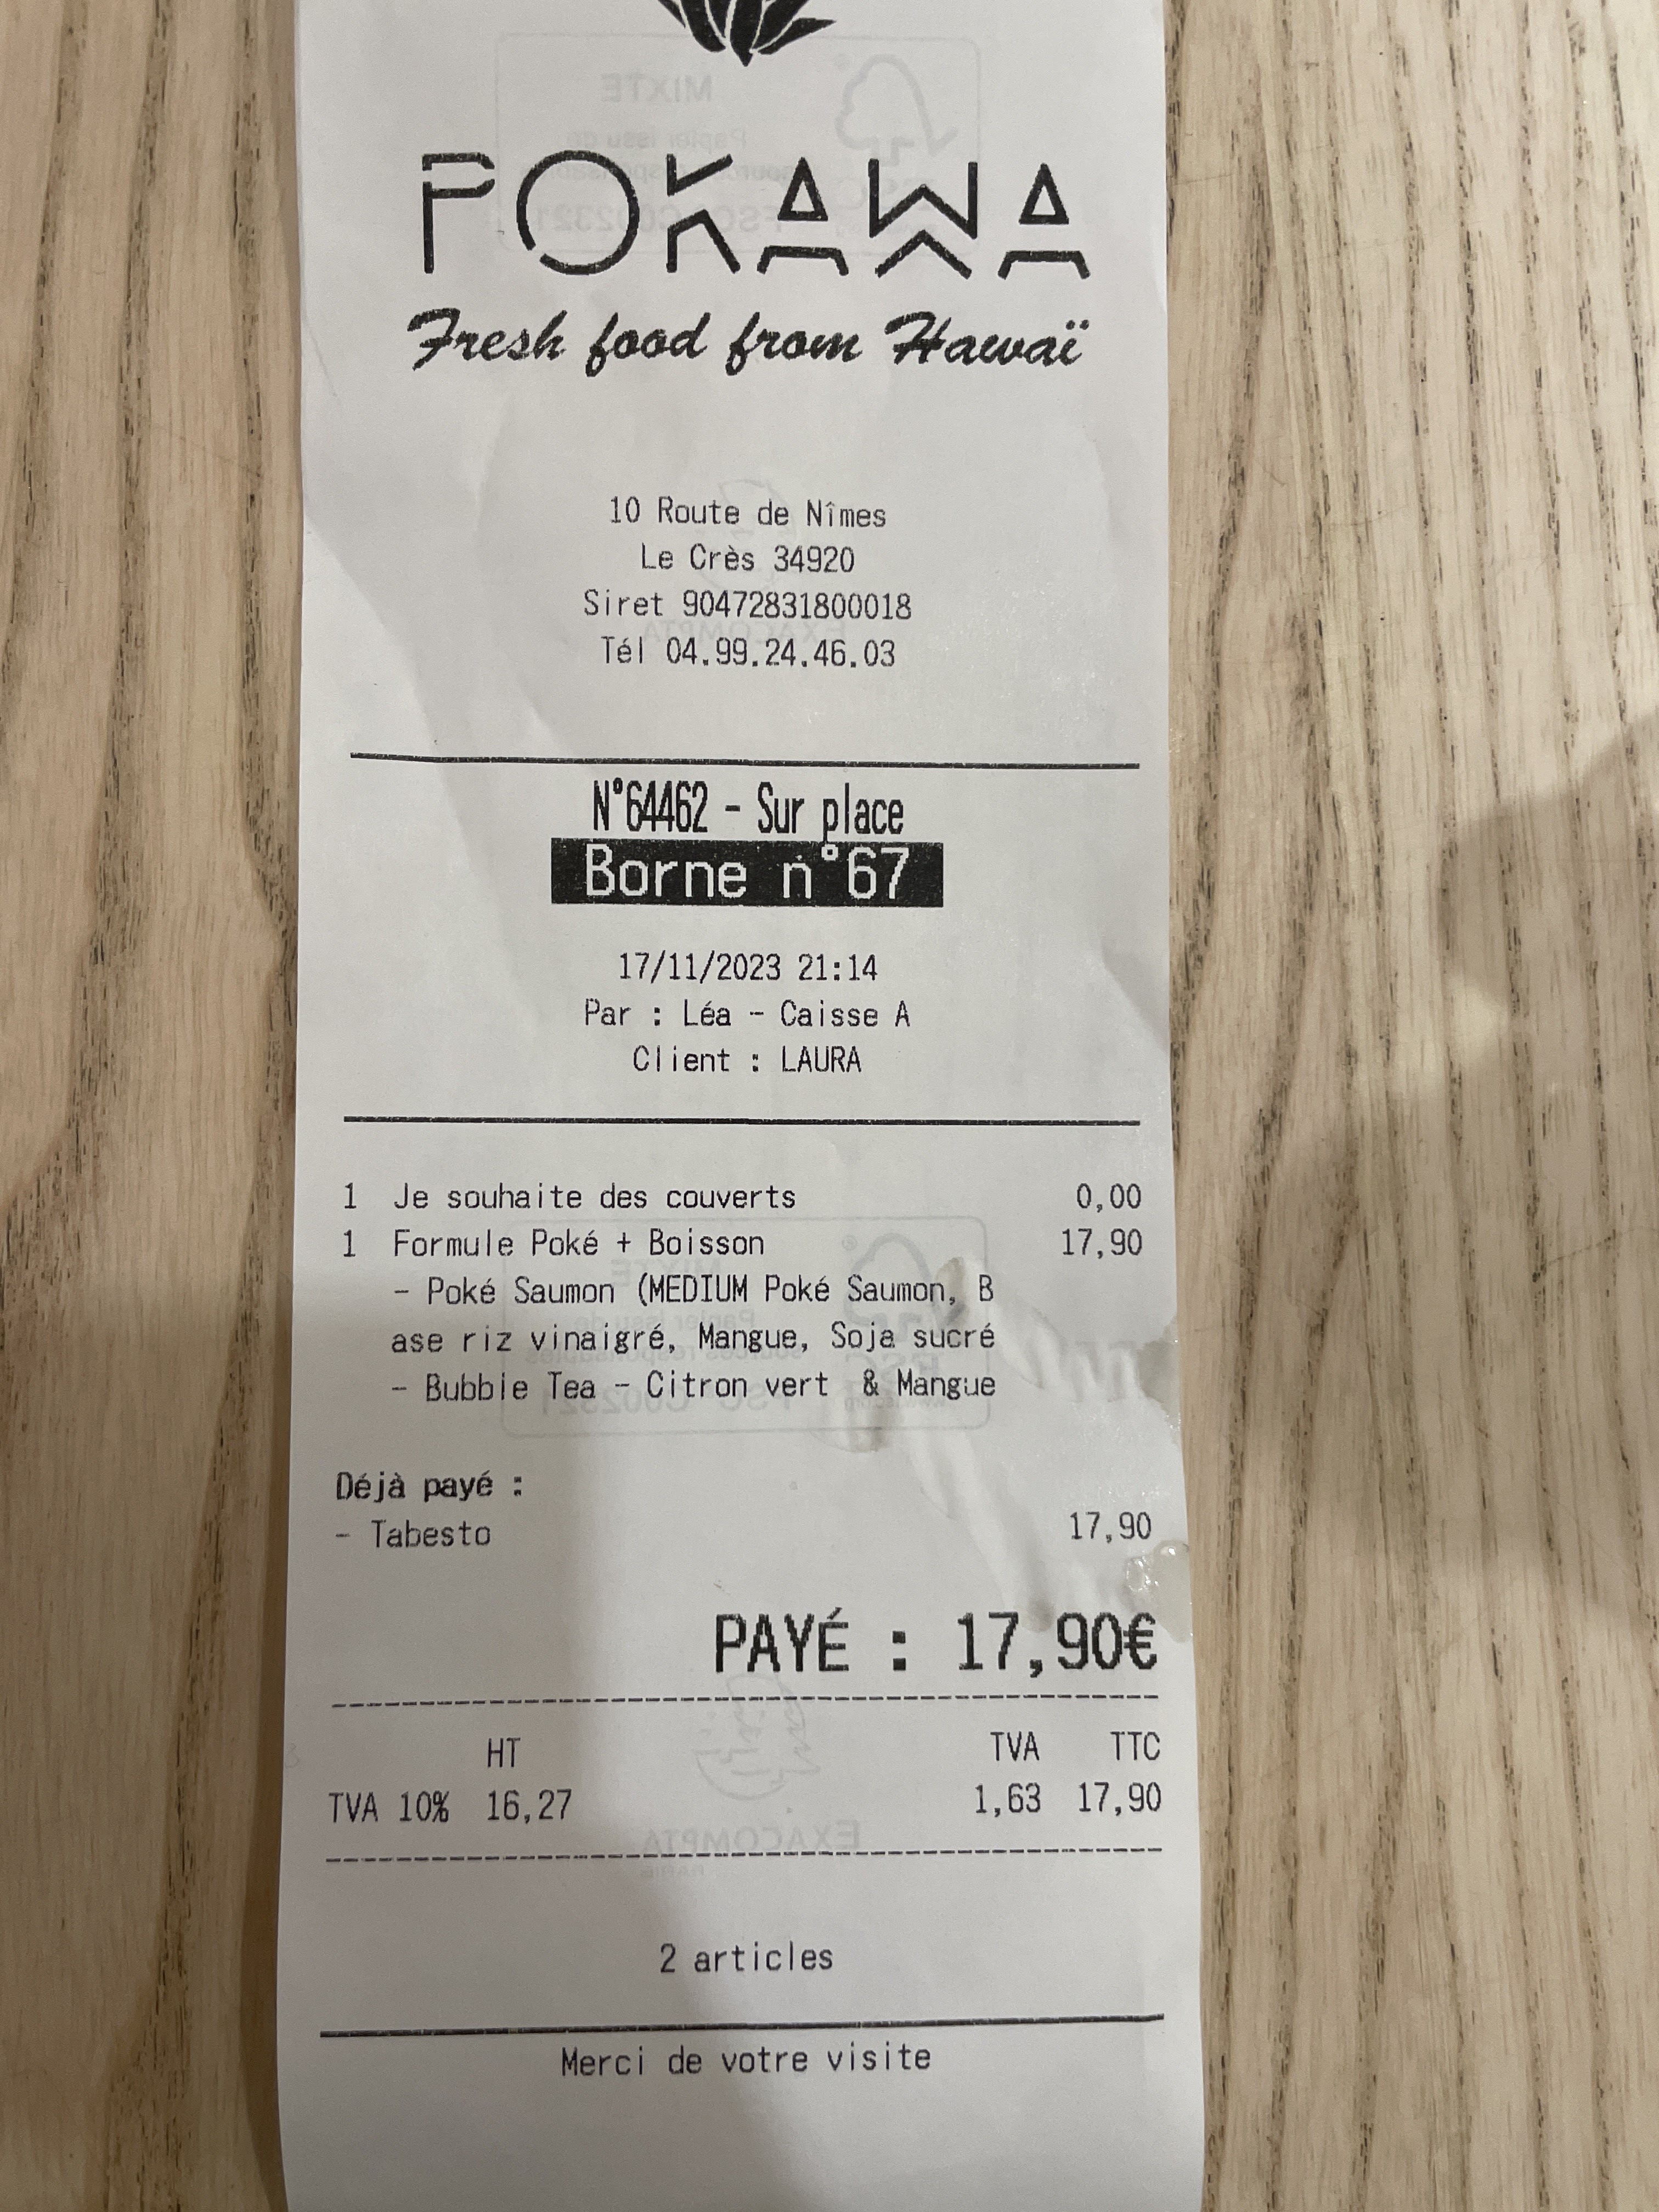 POKAWA
Fresh food from Hawaï
10 Route de Nîmes
Le Crès 34920
Siret 90472831800018
Tél 04.99.24.46.03
N°64462 - Sur place
Borne n°67
17/11/2023 21:14
Par : Léa - Caisse A
Client : LAURA
1 Je souhaite des couverts 0,00
1 Formule Poké + Boisson 17,90
- Poké Saumon (MEDIUM Poké Saumon, B
ase riz vinaigré, Mangue, Soja sucré
- Bubble Tea - Citron vert & Mangue
Déjà payé :
- Tabesto 17,90
PAYÉ : 17,90€
HT TVA TTC
TVA 10% 16,27 1,63 17,90
2 articles
Merci de votre visite